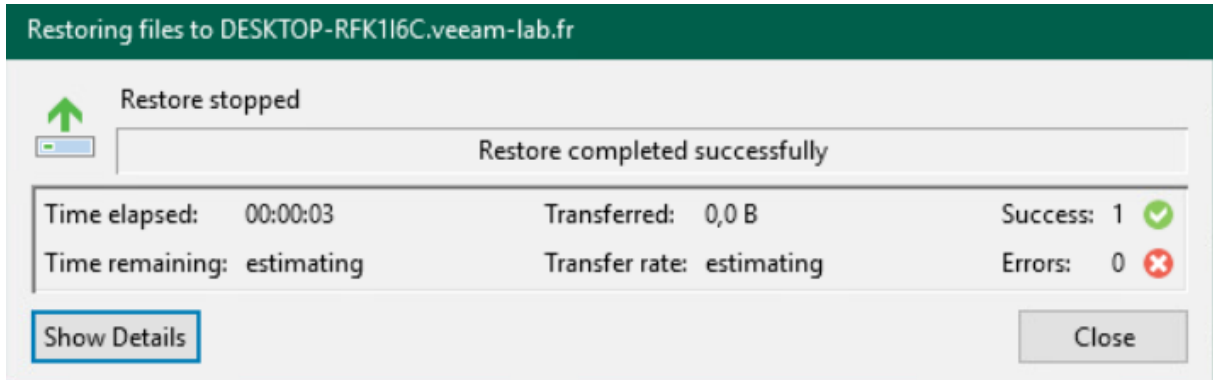 Restoring files to DESKTOP-RFK1I6C.veeam-lab.fr
Restore stopped
Restore completed successfully
Time elapsed: 00:00:03 Transferred: 0,0 B Success: 1
Time remaining: estimating Transfer rate: estimating Errors: 0
Show Details Close